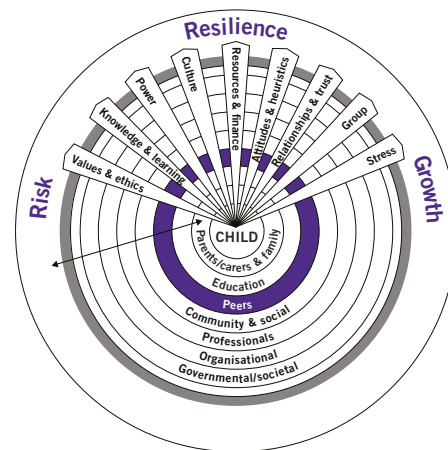 Resilience
Risk
Growth
Values & ethics
Knowledge & learning
Power
Culture
Resources & finance
Attitudes & heuristics
Relationships & trust
Group
Stress
CHILD
Parents/carers & family
Education
Peers
Community & social
Professionals
Organisational
Governmental/societal